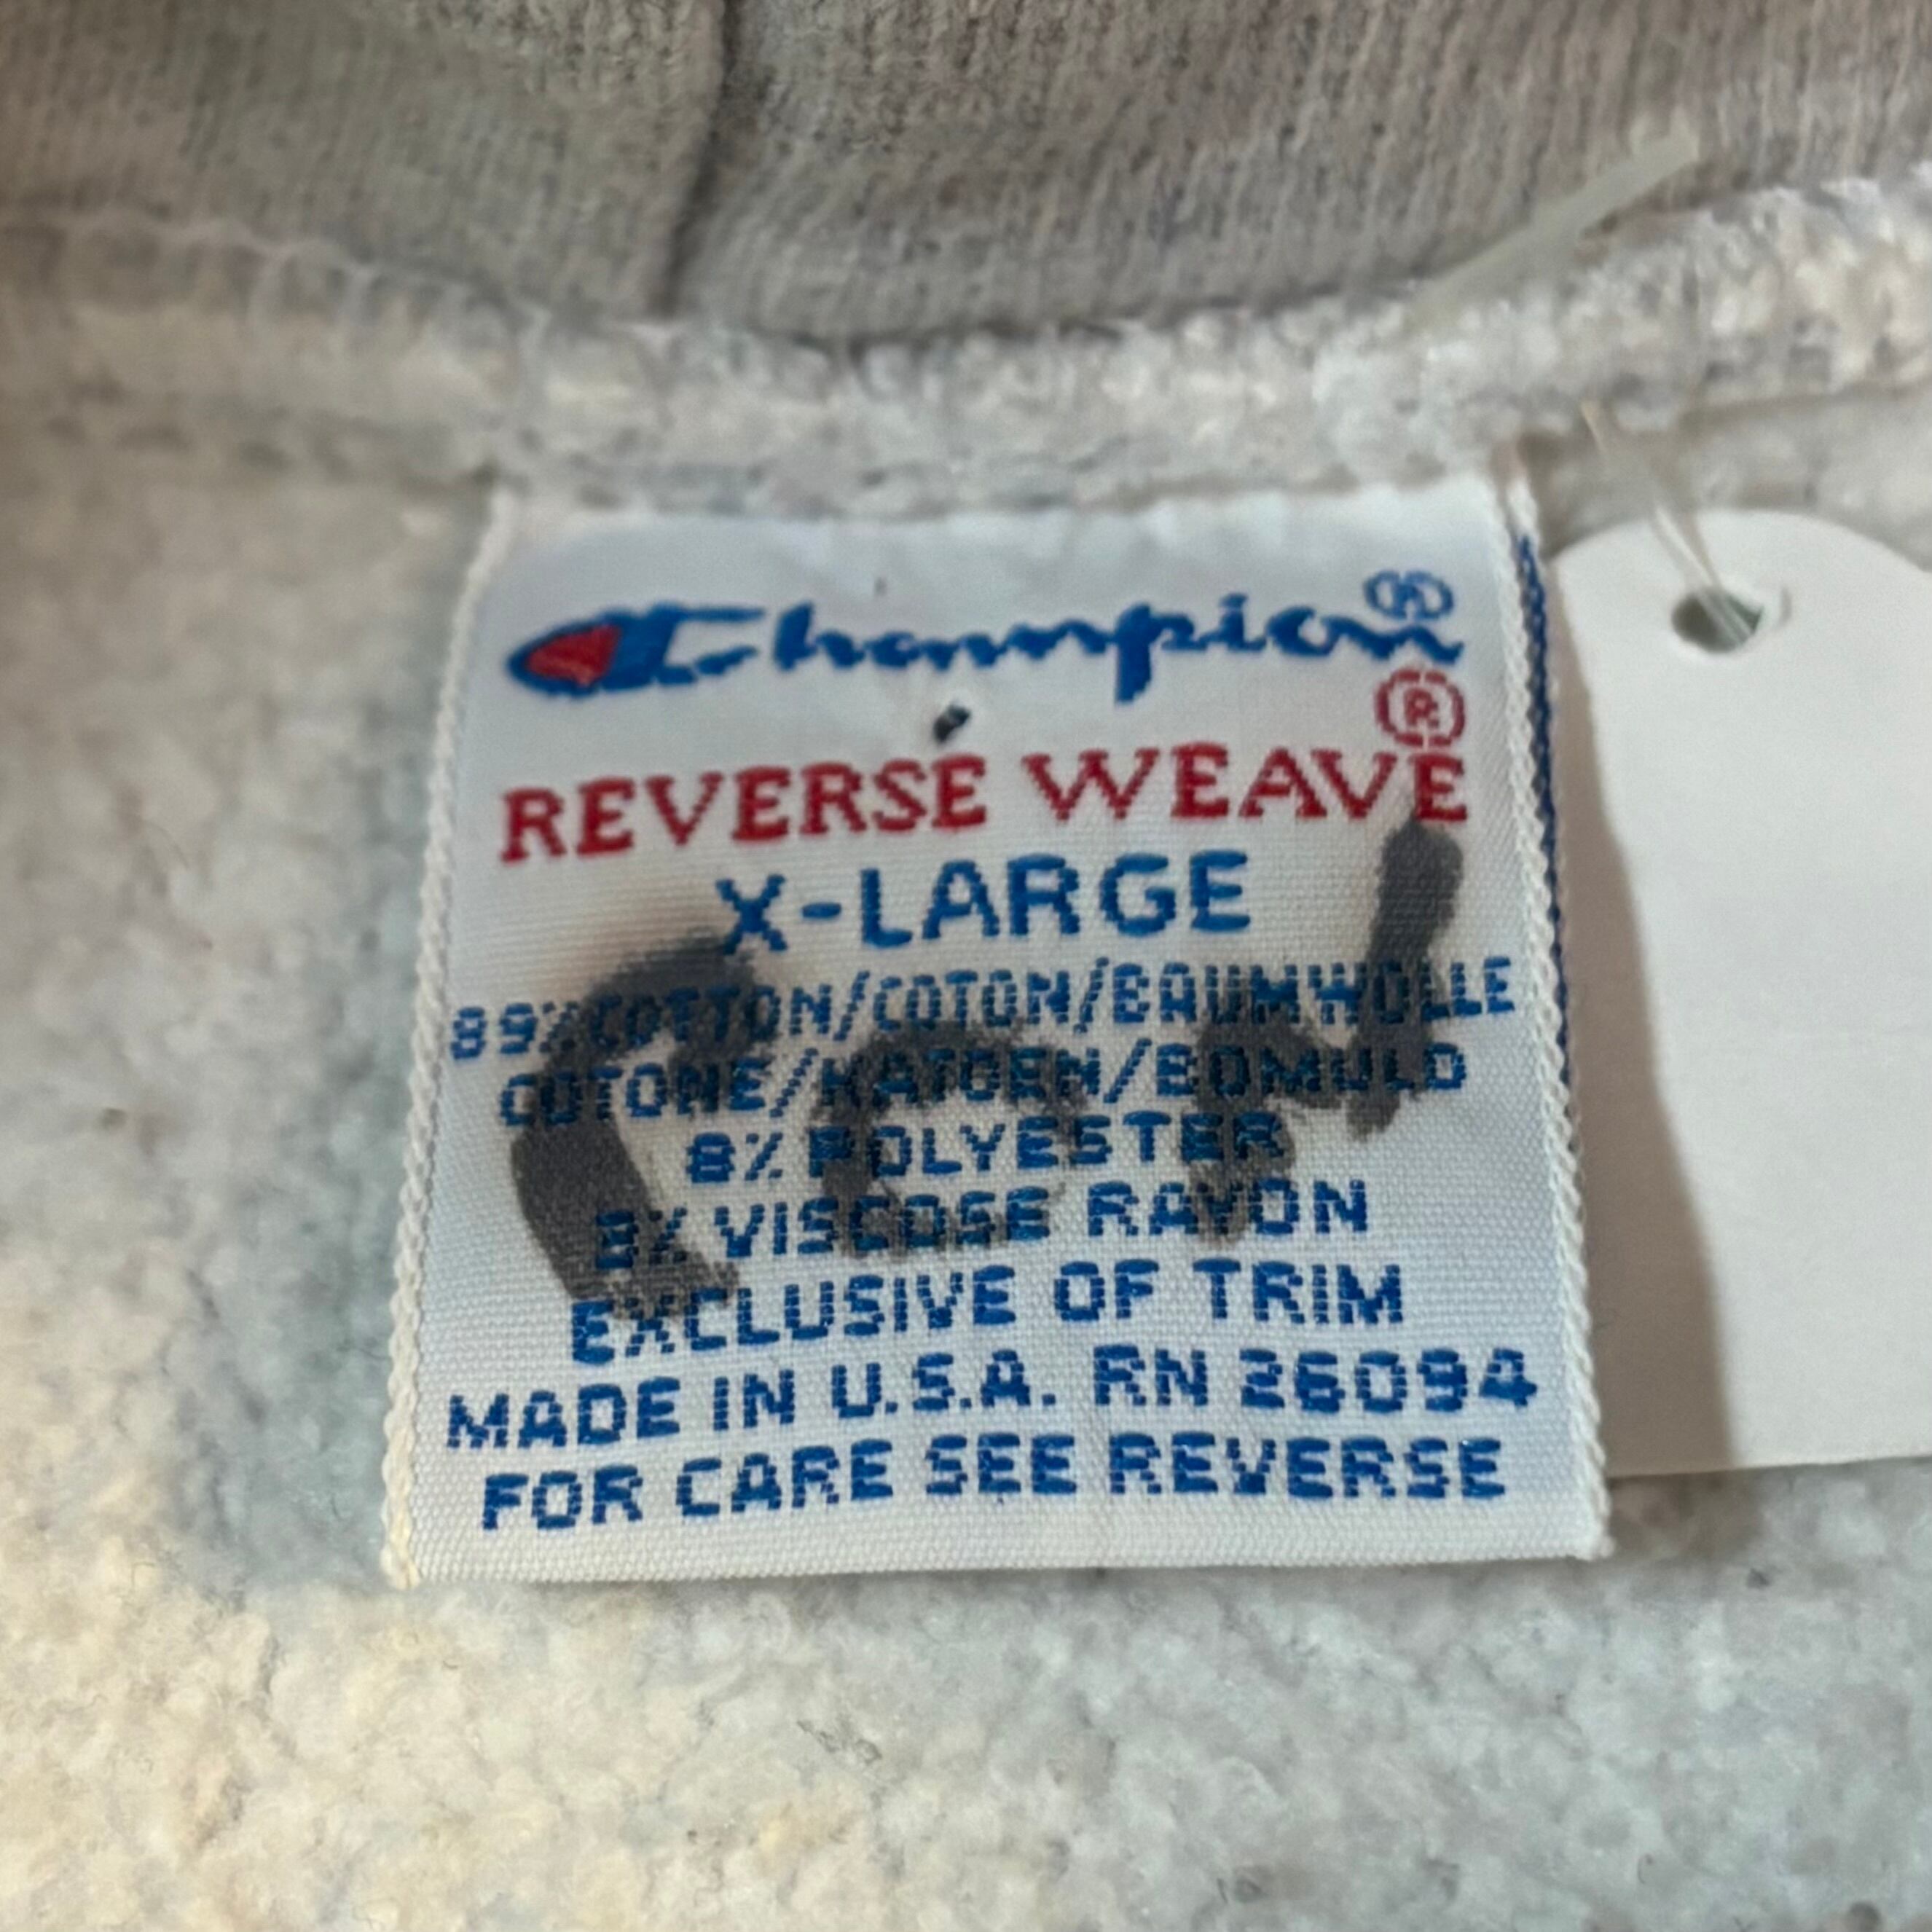 Champion®
REVERSE WEAVE®
X-LARGE
89% COTTON/COTON/BAUMWOLLE
COTONE/KATOEN/BOMULD
8% POLYESTER
3% VISCOSE RAYON
EXCLUSIVE OF TRIM
MADE IN U.S.A. RN 26094
FOR CARE SEE REVERSE
Carl